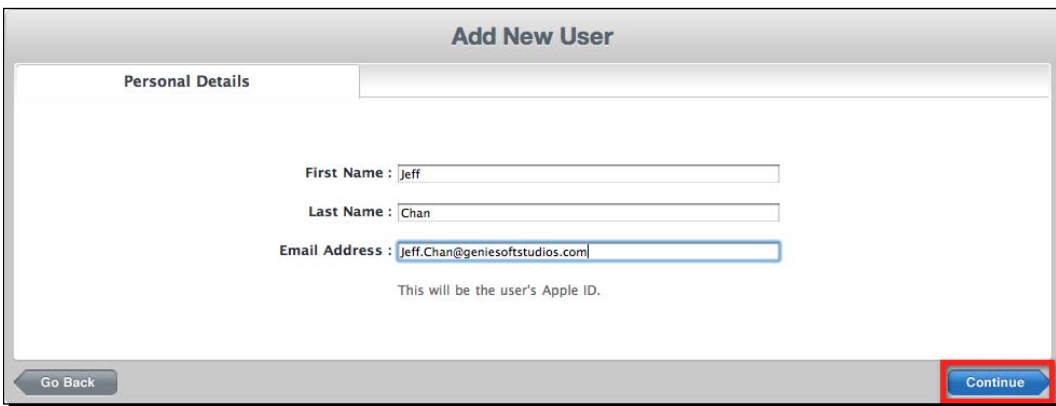 Add New User
Personal Details
First Name : Jeff
Last Name : Chan
Email Address : Jeff.Chan@geniesoftstudios.com
This will be the user's Apple ID.
Go Back
Continue